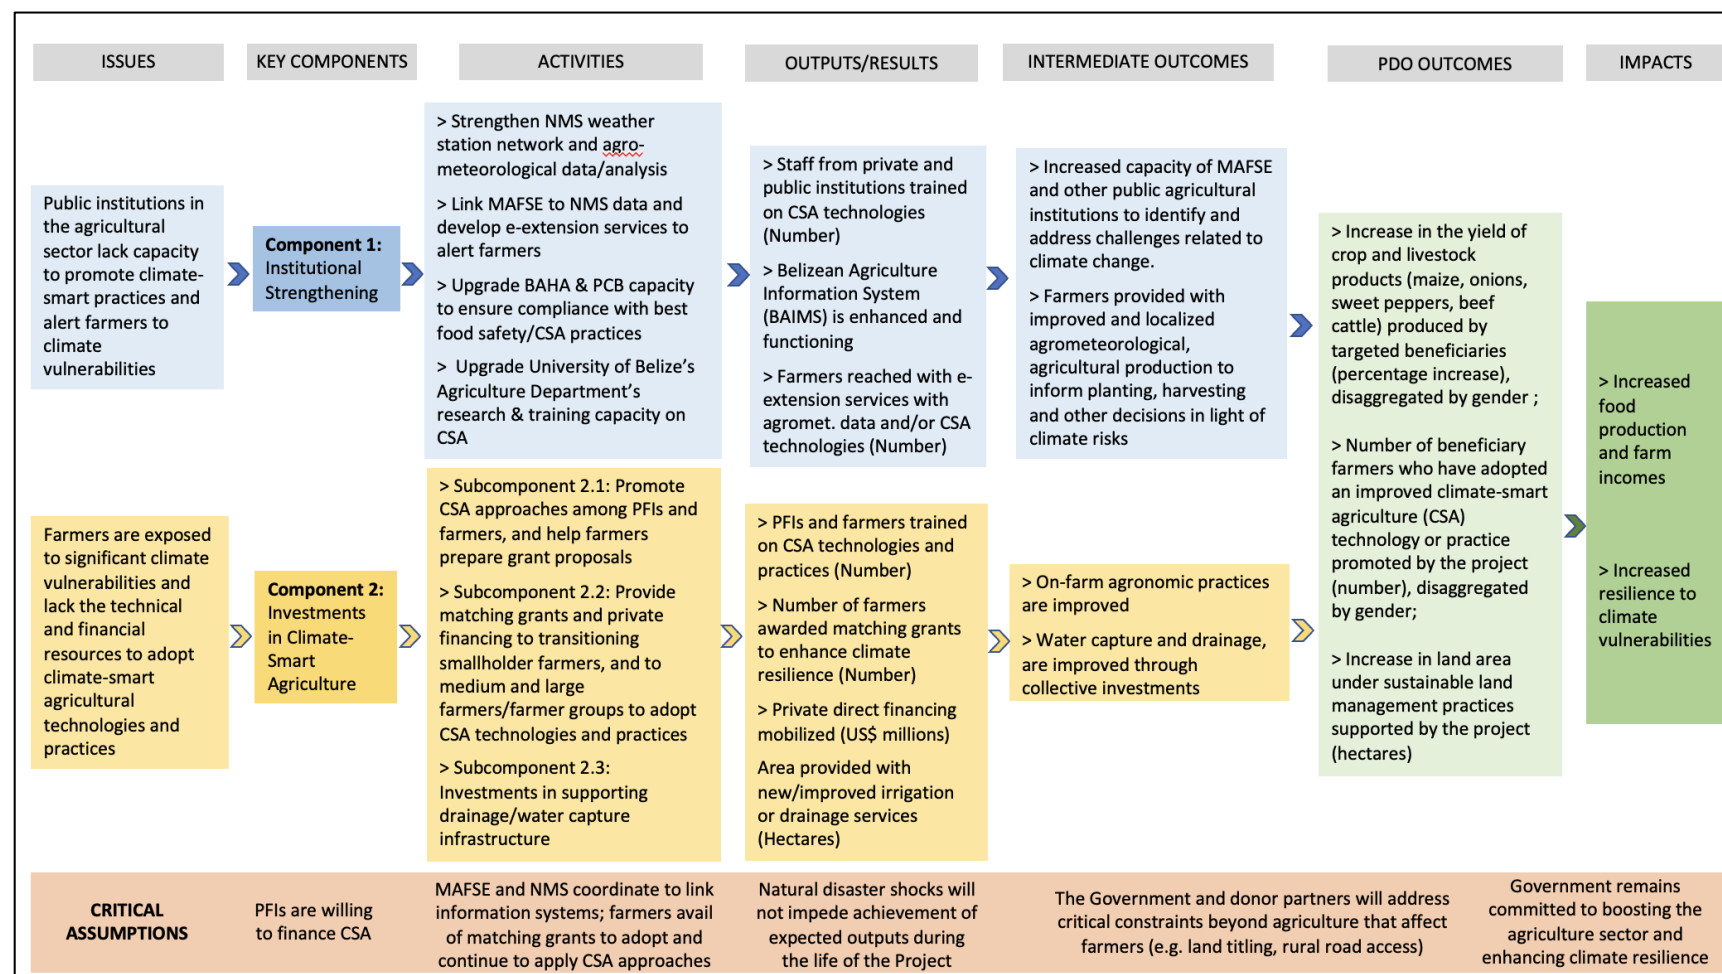 ISSUES
KEY COMPONENTS
ACTIVITIES
OUTPUTS/RESULTS
INTERMEDIATE OUTCOMES
PDO OUTCOMES
IMPACTS
Public institutions in
the agricultural
sector lack capacity
to promote climate-
smart practices and
alert farmers to
climate
vulnerabilities
Component 1:
Institutional
Strengthening
> Strengthen NMS weather
station network and agro-
meteorological data/analysis
> Link MAFSE to NMS data and
develop e-extension services to
alert farmers
> Upgrade BAHA & PCB capacity
to ensure compliance with best
food safety/CSA practices
> Upgrade University of Belize's
Agriculture Department's
research & training capacity on
CSA
> Staff from private and
public institutions trained
on CSA technologies
(Number)
> Belizean Agriculture
Information System
(BAIMS) is enhanced and
functioning
> Farmers reached with e-
extension services with
agromet. data and/or CSA
technologies (Number)
> Increased capacity of MAFSE
and other public agricultural
institutions to identify and
address challenges related to
climate change.
> Farmers provided with
improved and localized
agrometeorological,
agricultural production to
inform planting, harvesting
and other decisions in light of
climate risks
Farmers are exposed
to significant climate
vulnerabilities and
lack the technical
and financial
resources to adopt
climate-smart
agricultural
technologies and
practices
Component 2:
Investments
in Climate-
Smart
Agriculture
> Subcomponent 2.1: Promote
CSA approaches among PFIs and
farmers, and help farmers
prepare grant proposals
> Subcomponent 2.2: Provide
matching grants and private
financing to transitioning
smallholder farmers, and to
medium and large
farmers/farmer groups to adopt
CSA technologies and practices
> Subcomponent 2.3:
Investments in supporting
drainage/water capture
infrastructure
> PFIs and farmers trained
on CSA technologies and
practices (Number)
> Number of farmers
awarded matching grants
to enhance climate
resilience (Number)
> Private direct financing
mobilized (US$ millions)
Area provided with
new/improved irrigation
or drainage services
(Hectares)
> On-farm agronomic practices
are improved
> Water capture and drainage,
are improved through
collective investments
> Increase in the yield of
crop and livestock
products (maize, onions,
sweet peppers, beef
cattle) produced by
targeted beneficiaries
(percentage increase),
disaggregated by gender ;
> Number of beneficiary
farmers who have adopted
an improved climate-smart
agriculture (CSA)
technology or practice
promoted by the project
(number), disaggregated
by gender;
> Increase in land area
under sustainable land
management practices
supported by the project
(hectares)
> Increased
food
production
and farm
incomes
> Increased
resilience to
climate
vulnerabilities
CRITICAL
ASSUMPTIONS
PFIs are willing
to finance CSA
MAFSE and NMS coordinate to link
information systems; farmers avail
of matching grants to adopt and
continue to apply CSA approaches
Natural disaster shocks will
not impede achievement of
expected outputs during
the life of the Project
The Government and donor partners will address
critical constraints beyond agriculture that affect
farmers (e.g. land titling, rural road access)
Government remains
committed to boosting the
agriculture sector and
enhancing climate resilience